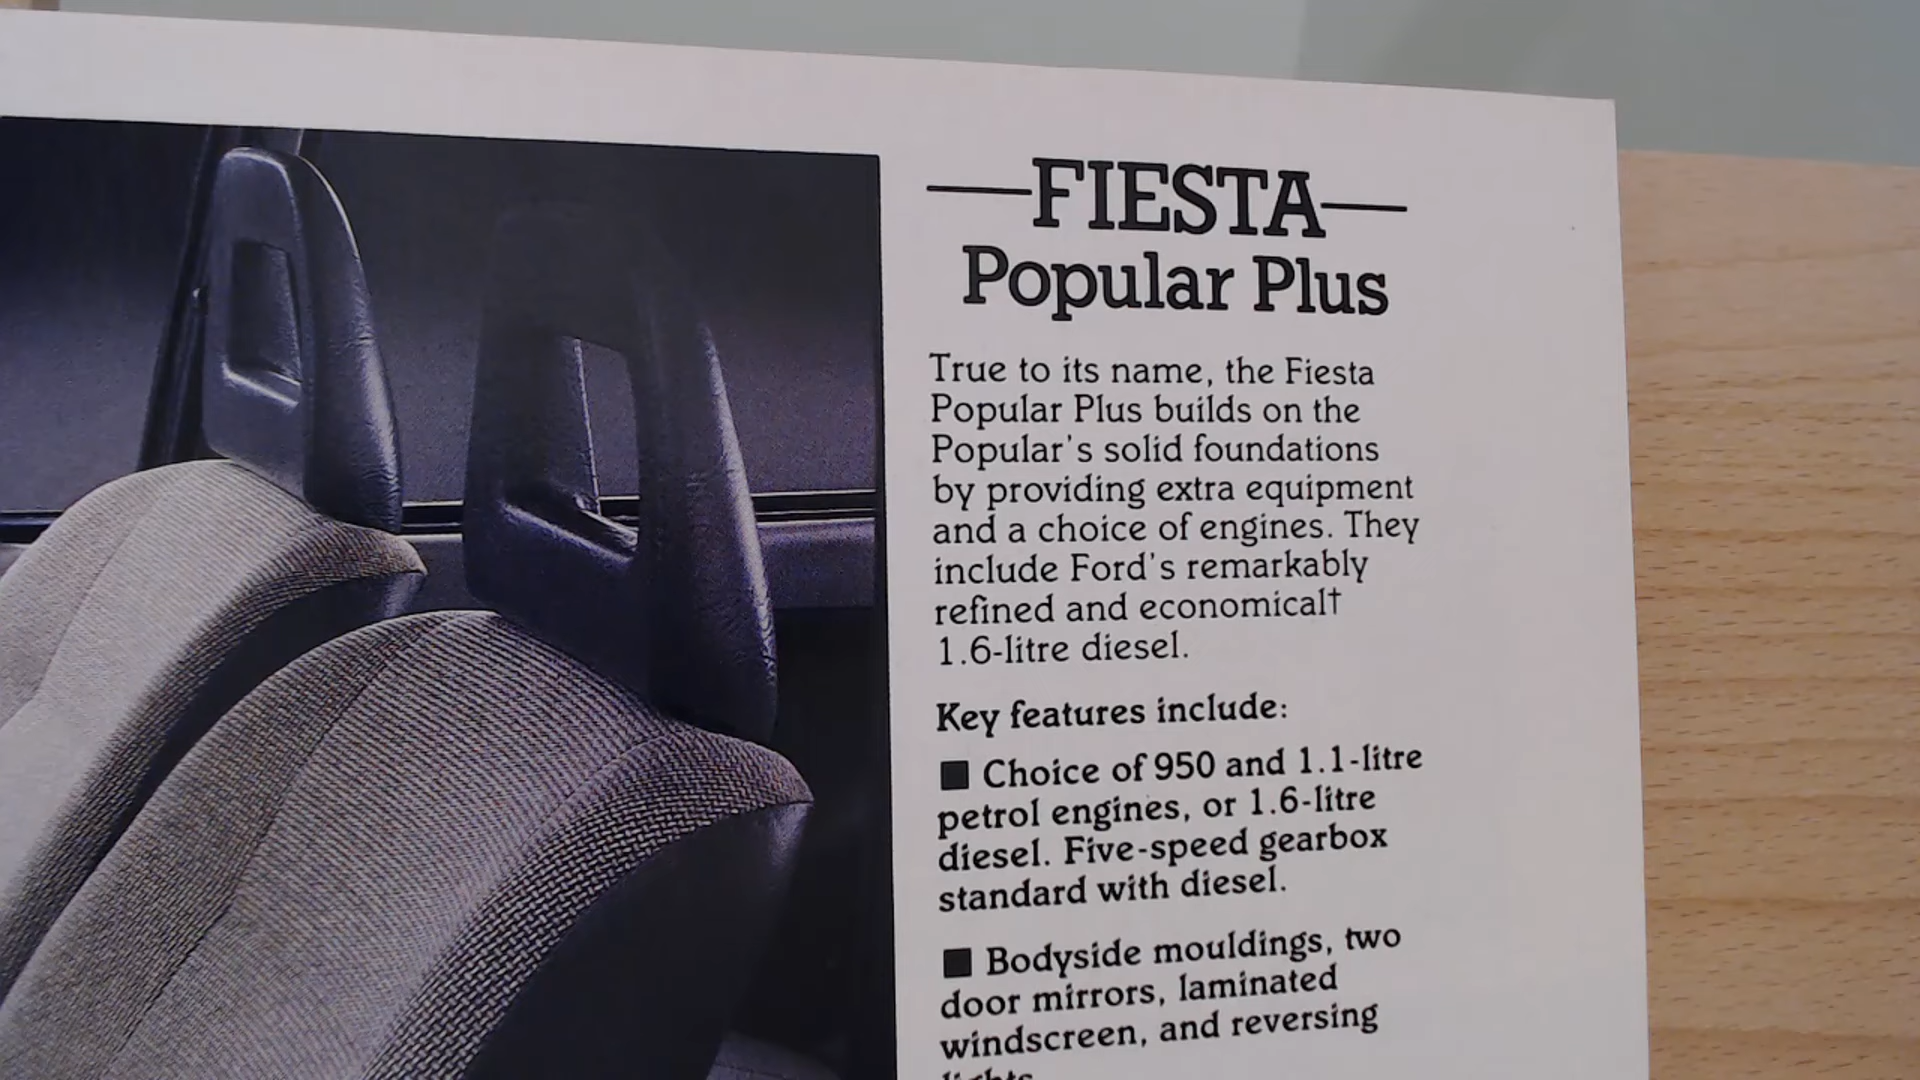 FIESTA
Popular Plus
True to its name, the Fiesta
Popular Plus builds on the
Popular's solid foundations
by providing extra equipment
and a choice of engines. They
include Ford's remarkably
refined and economical†
1.6-litre diesel.
Key features include:
■ Choice of 950 and 1.1-litre
petrol engines, or 1.6-litre
diesel. Five-speed gearbox
standard with diesel.
■ Bodyside mouldings, two
door mirrors, laminated
windscreen, and reversing
lights.